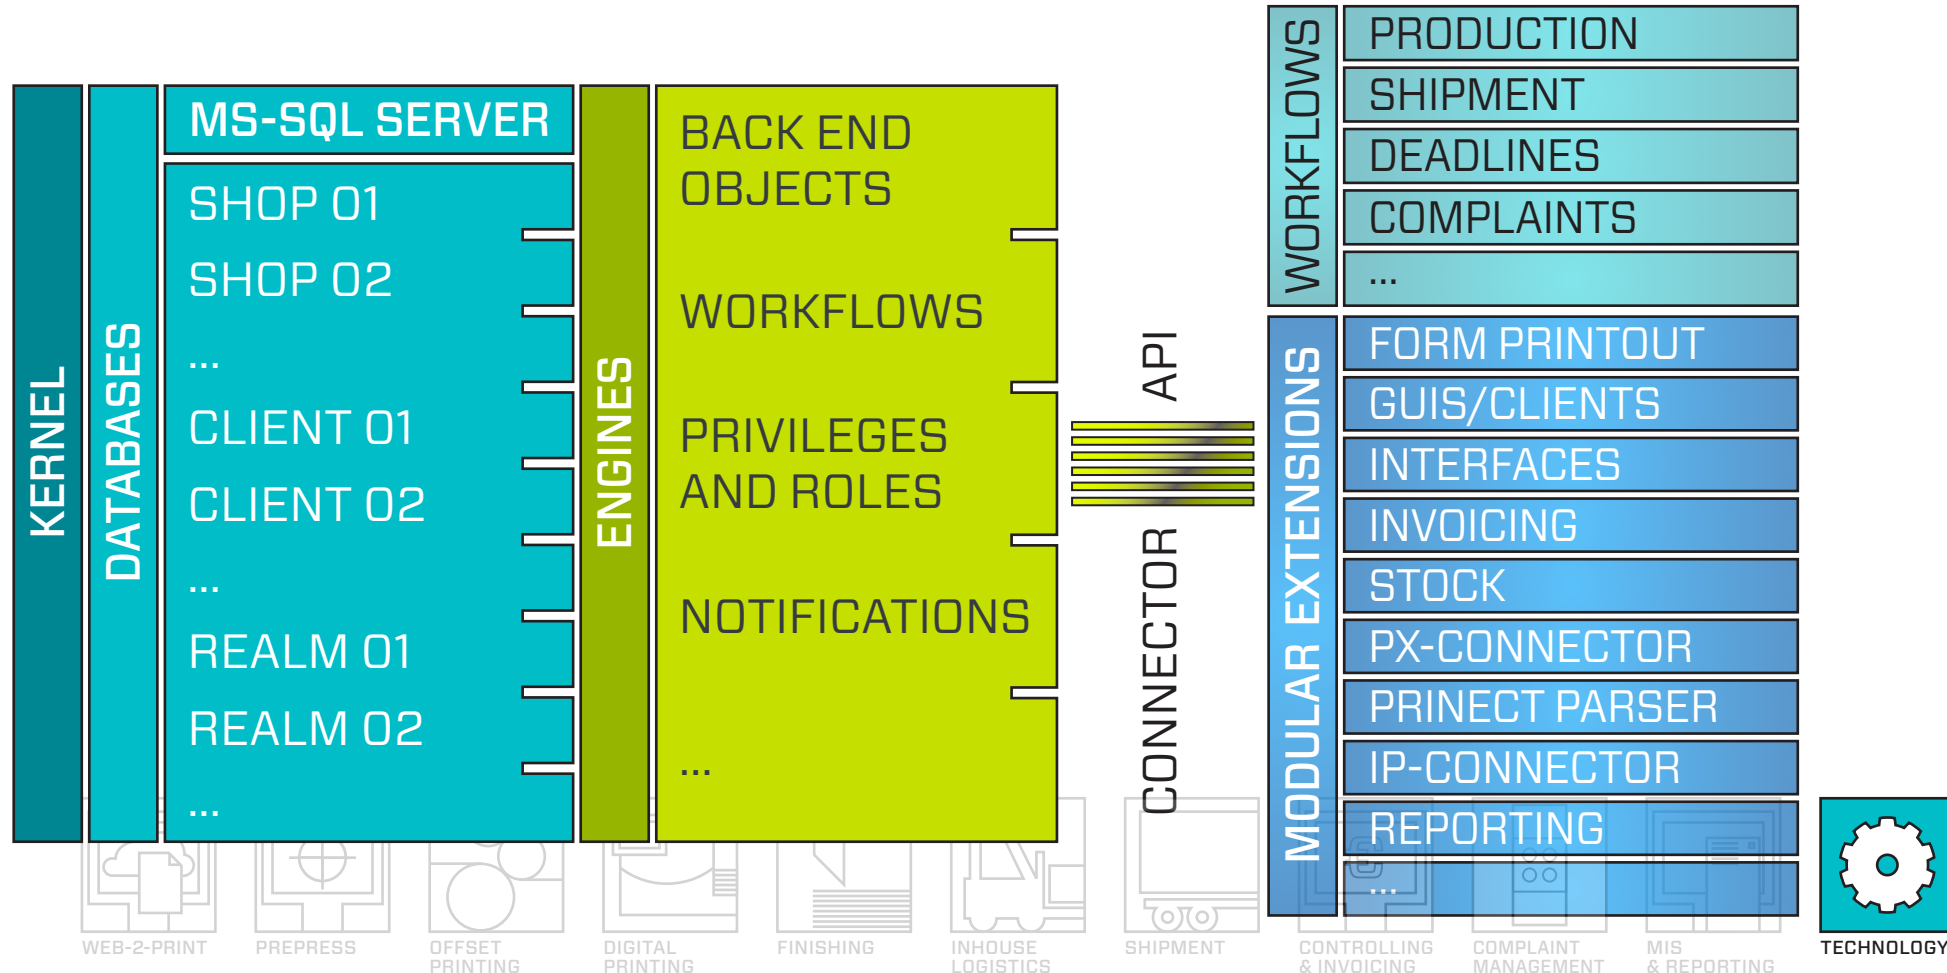 KERNEL
DATABASES
MS-SQL SERVER
SHOP 01
SHOP 02
...
CLIENT 01
CLIENT 02
...
REALM 01
REALM 02
...
ENGINES
BACK END
OBJECTS
WORKFLOWS
PRIVILEGES
AND ROLES
NOTIFICATIONS
...
CONNECTOR API
WORKFLOWS
PRODUCTION
SHIPMENT
DEADLINES
COMPLAINTS
...
MODULAR EXTENSIONS
FORM PRINTOUT
GUIS/CLIENTS
INTERFACES
INVOICING
STOCK
PX-CONNECTOR
PRINECT PARSER
IP-CONNECTOR
REPORTING
...
WEB-2-PRINT
PREPRESS
OFFSET
PRINTING
DIGITAL
PRINTING
FINISHING
INHOUSE
LOGISTICS
SHIPMENT
CONTROLLING
& INVOICING
COMPLAINT
MANAGEMENT
MIS
& REPORTING
TECHNOLOGY